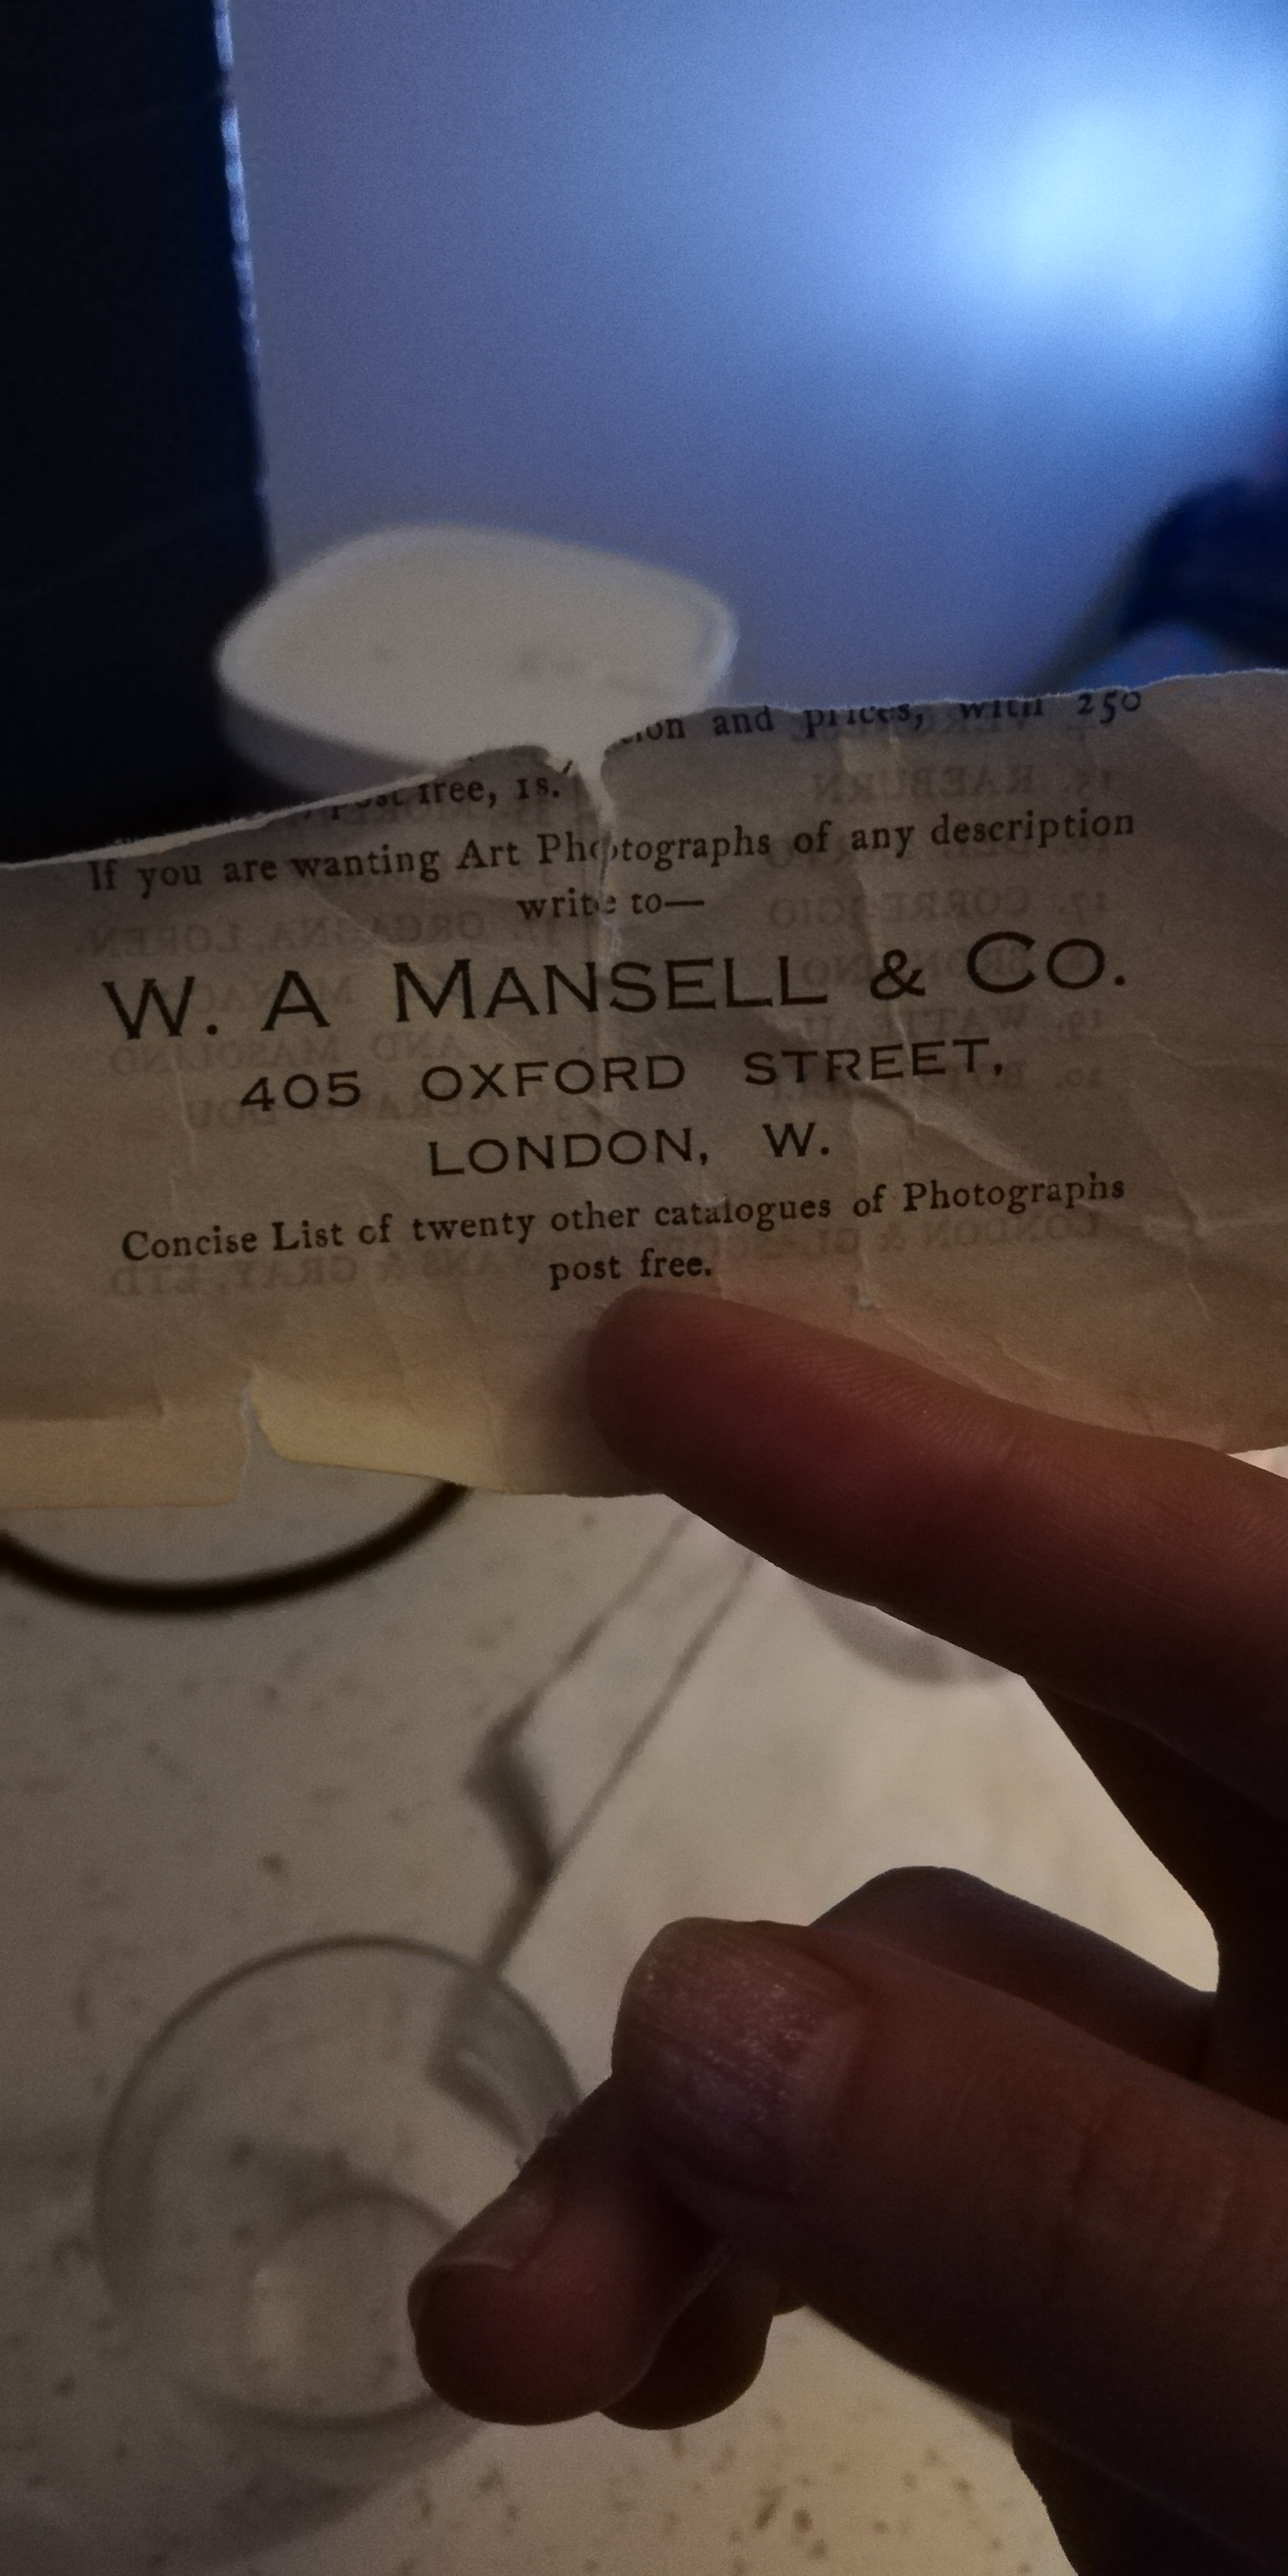 and prices, with 250
post free, 1s.
If you are wanting Art Photographs of any description
write to—
W. A MANSELL & CO.
405 OXFORD STREET,
LONDON, W.
Concise List of twenty other catalogues of Photographs
post free.